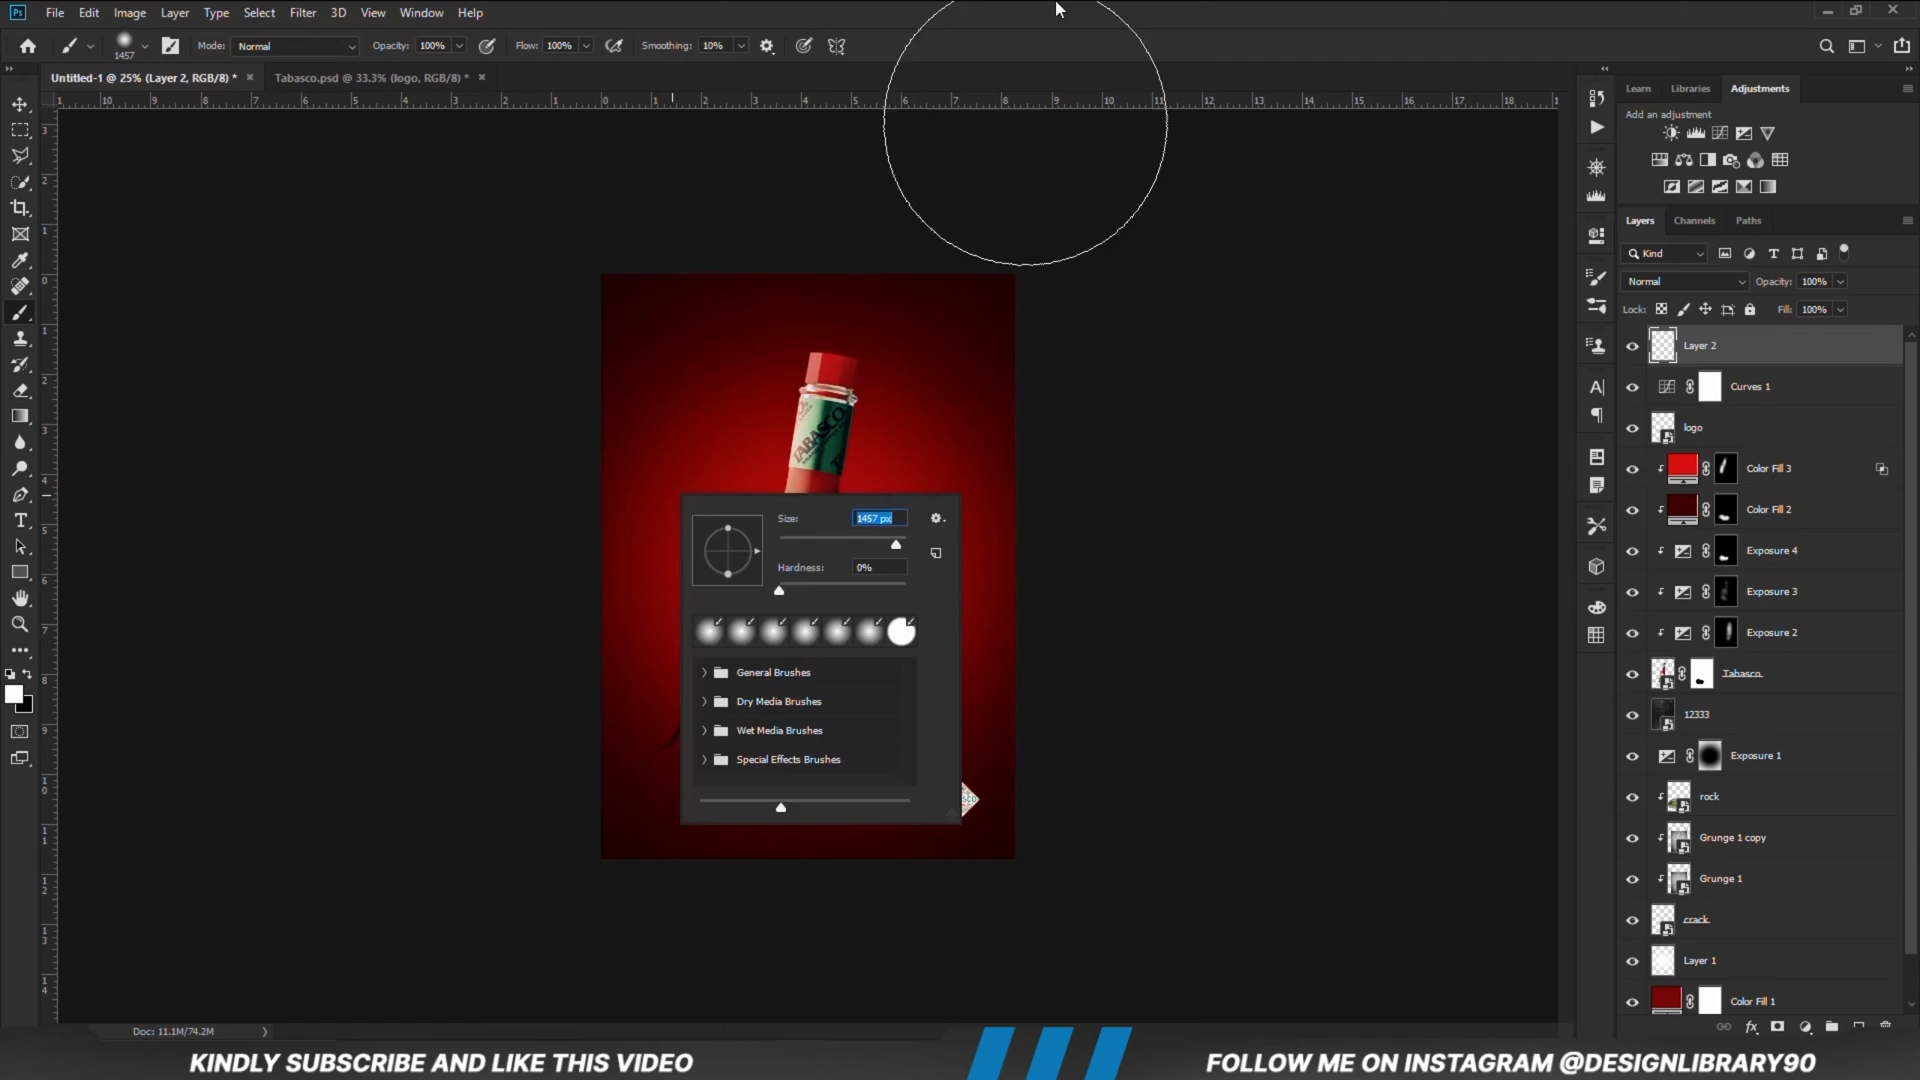 Ps File Edit Image Layer Type Select Filter 3D View Window Help
1457 Mode: Normal Opacity: 100% Flow: 100% Smoothing: 10%
Untitled-1 @ 25% (Layer 2, RGB/8) * × Tabasco.psd @ 33.3% (logo, RGB/8) * ×
Learn Libraries Adjustments
Add an adjustment
Layers Channels Paths
Kind
Normal Opacity: 100%
Lock: Fill: 100%
Layer 2
Curves 1
logo
Color Fill 3
Color Fill 2
Exposure 4
Exposure 3
Exposure 2
Tabasco
12333
Exposure 1
rock
Grunge 1 copy
Grunge 1
crack
Layer 1
Color Fill 1
TABASCO
Size: 1457 px
Hardness: 0%
General Brushes
Dry Media Brushes
Wet Media Brushes
Special Effects Brushes
Doc: 11.1M/74.2M
KINDLY SUBSCRIBE AND LIKE THIS VIDEO
FOLLOW ME ON INSTAGRAM @DESIGNLIBRARY90